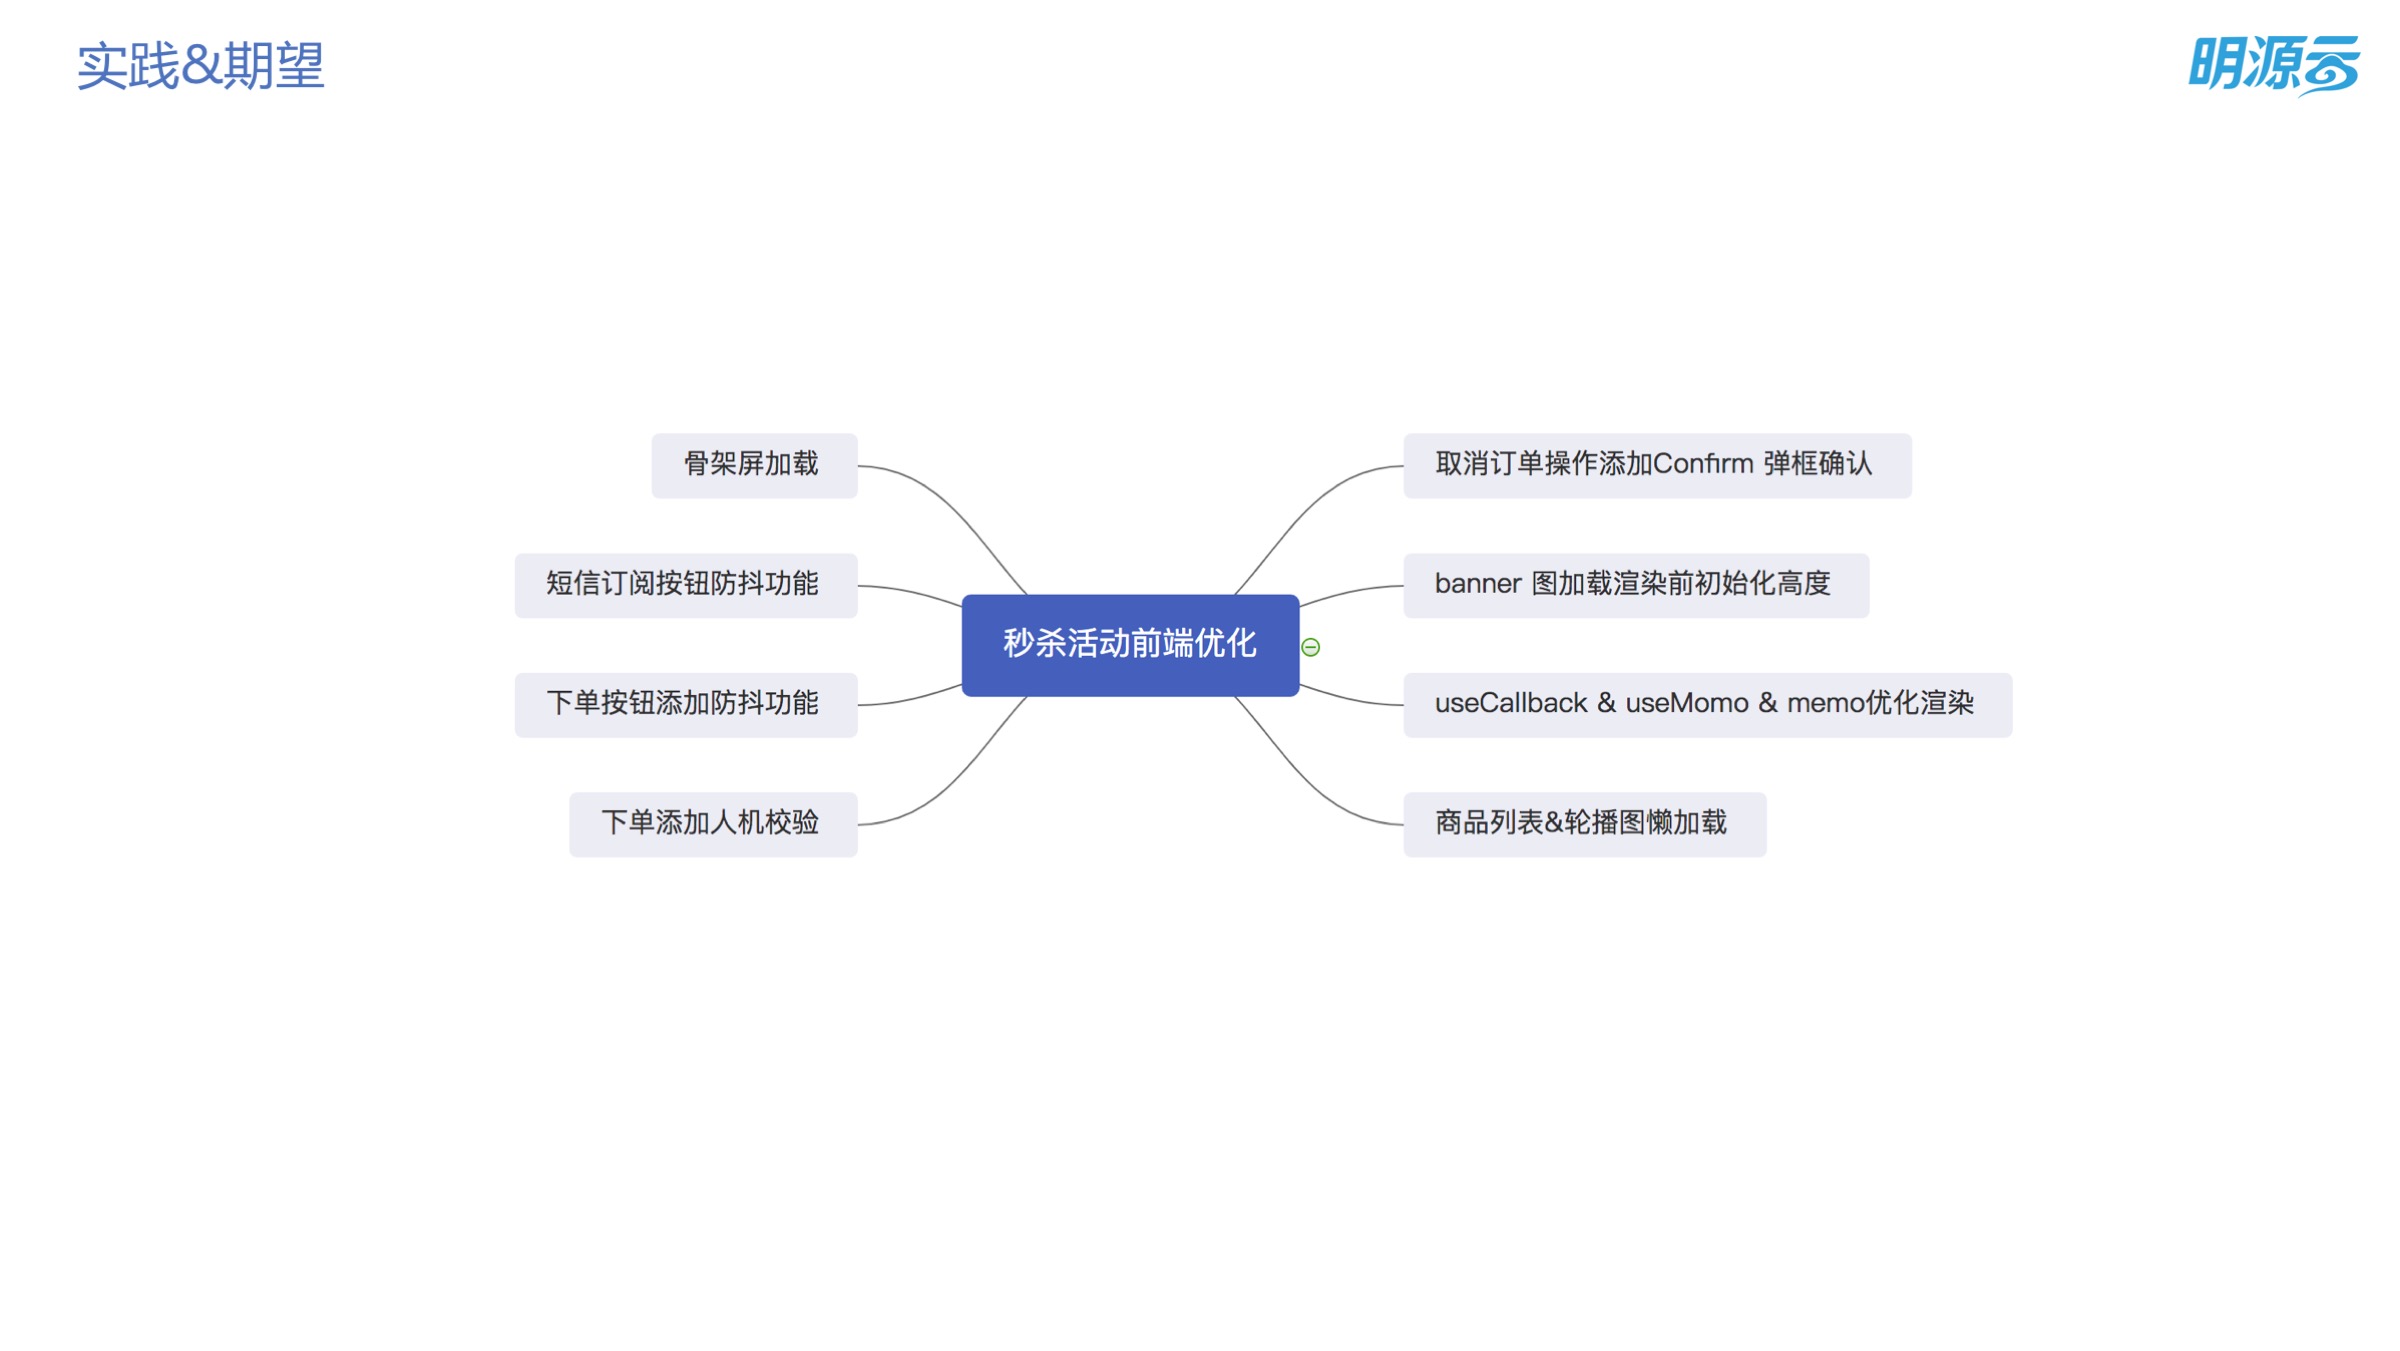 实践&期望
明源云
骨架屏加载
短信订阅按钮防抖功能
下单按钮添加防抖功能
下单添加人机校验
秒杀活动前端优化
取消订单操作添加Confirm 弹框确认
banner 图加载渲染前初始化高度
useCallback & useMomo & memo优化渲染
商品列表&轮播图懒加载